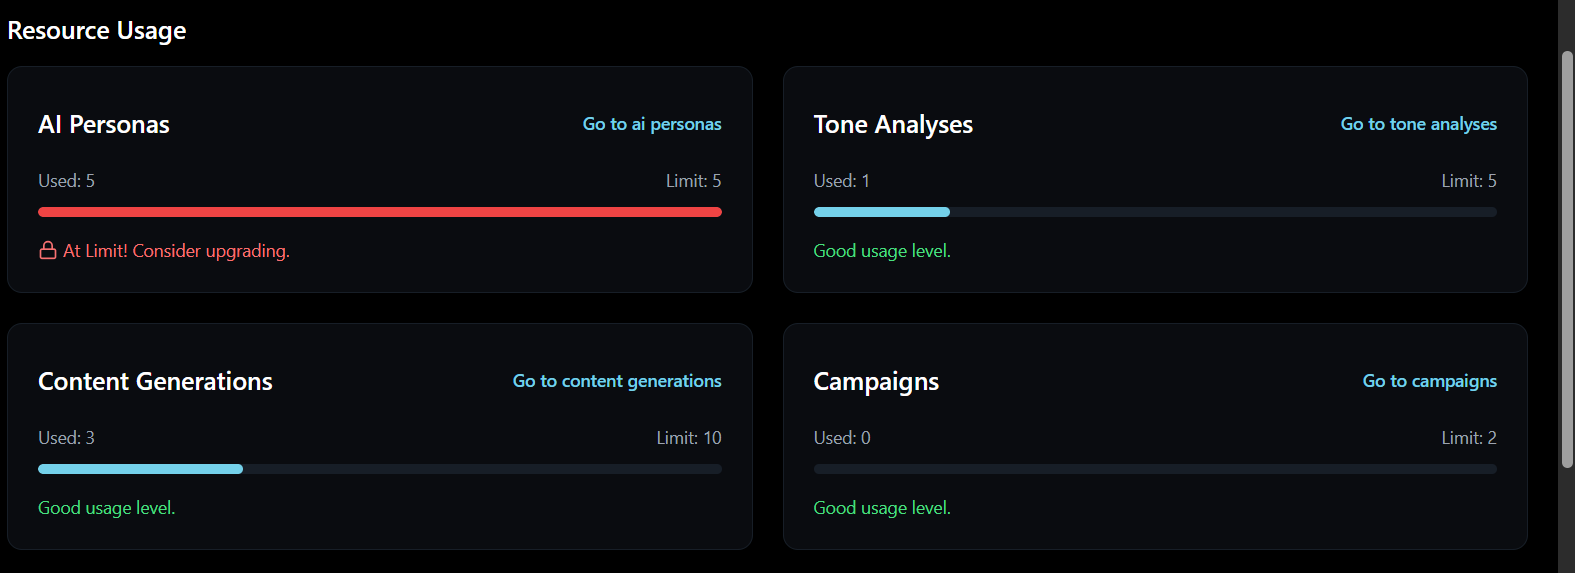 Resource Usage
AI Personas
Go to ai personas
Used: 5
Limit: 5
At Limit! Consider upgrading.
Tone Analyses
Go to tone analyses
Used: 1
Limit: 5
Good usage level.
Content Generations
Go to content generations
Used: 3
Limit: 10
Good usage level.
Campaigns
Go to campaigns
Used: 0
Limit: 2
Good usage level.